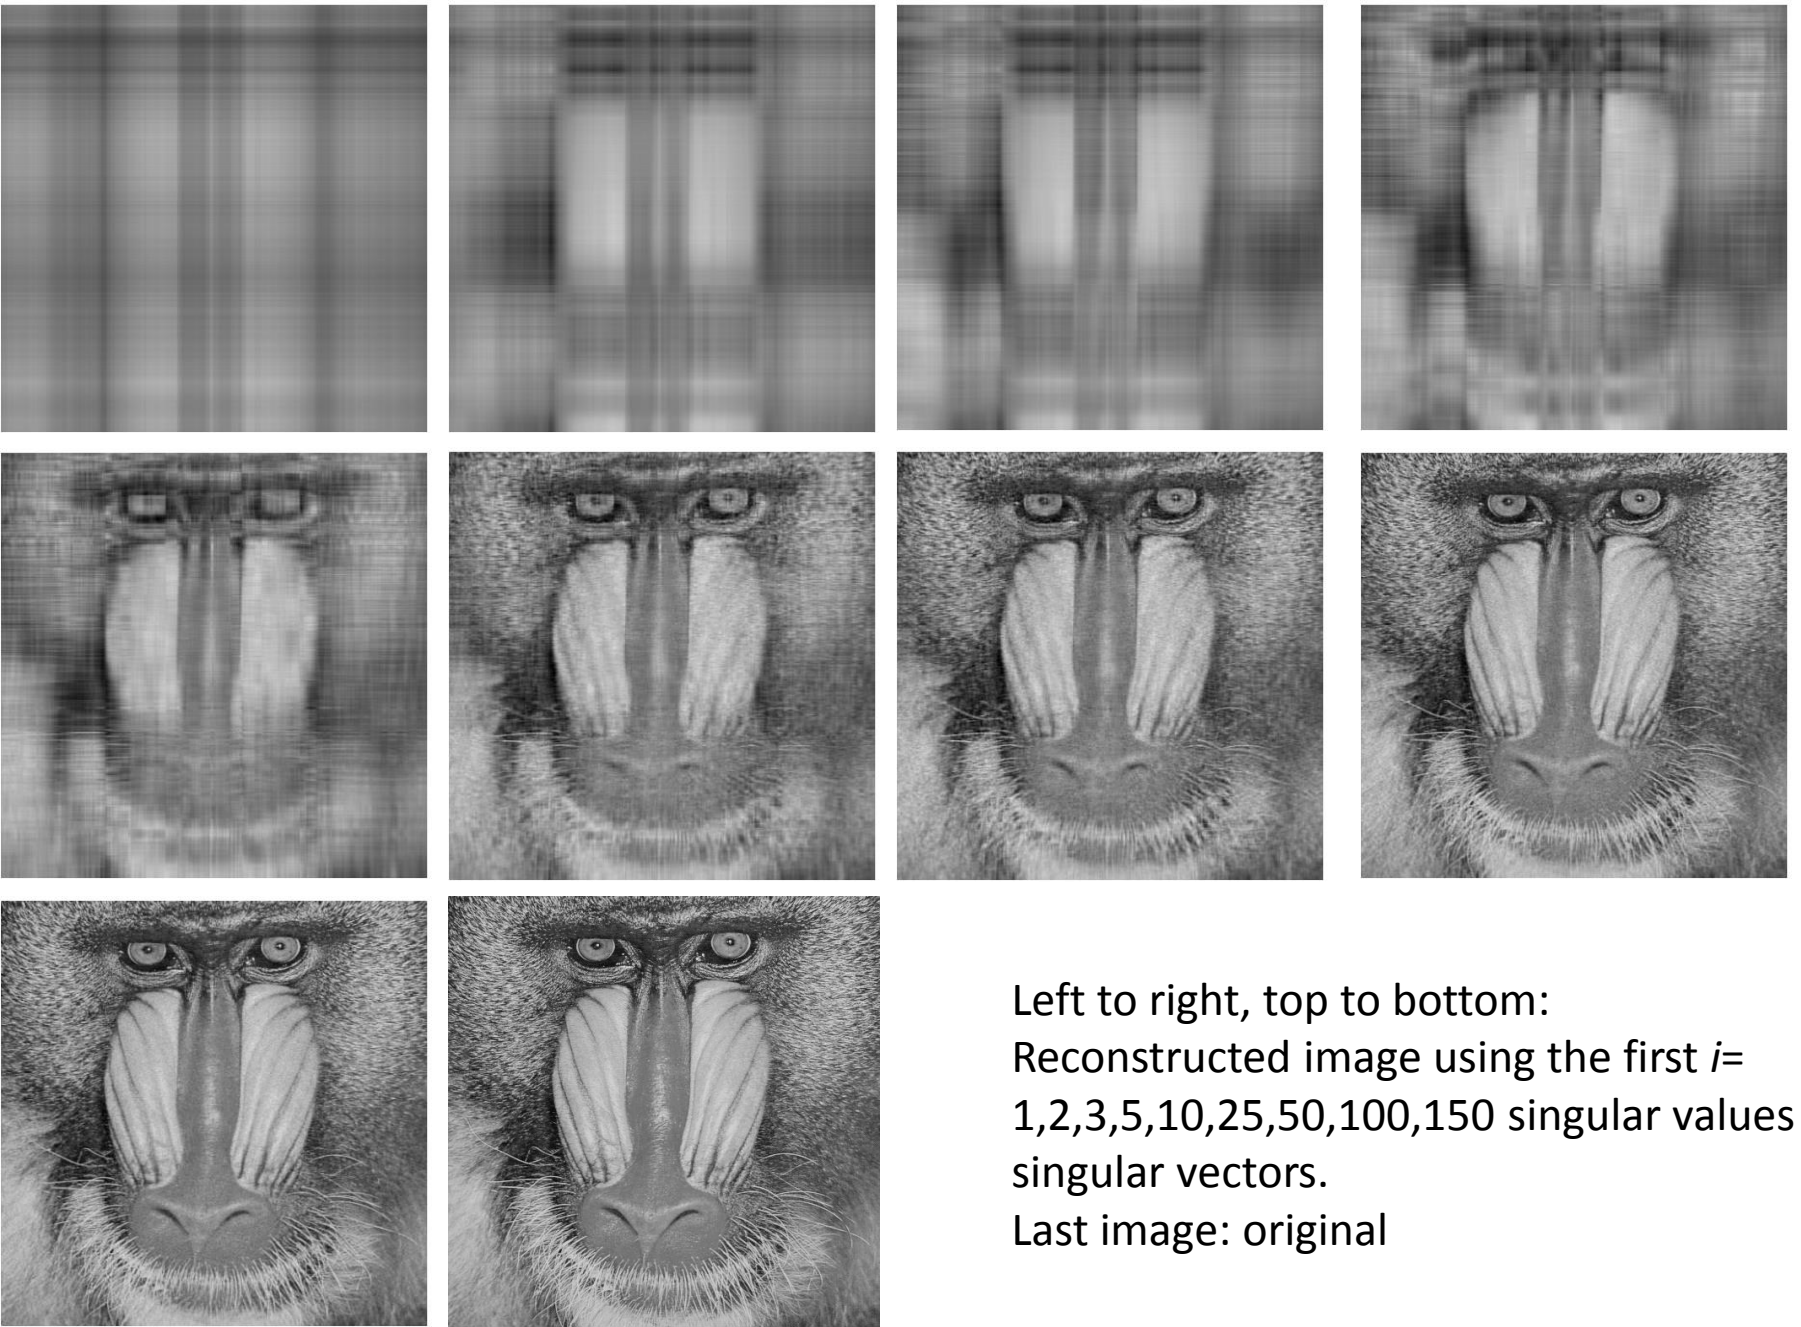 Left to right, top to bottom:
Reconstructed image using the first i=
1,2,3,5,10,25,50,100,150 singular values
singular vectors.
Last image: original